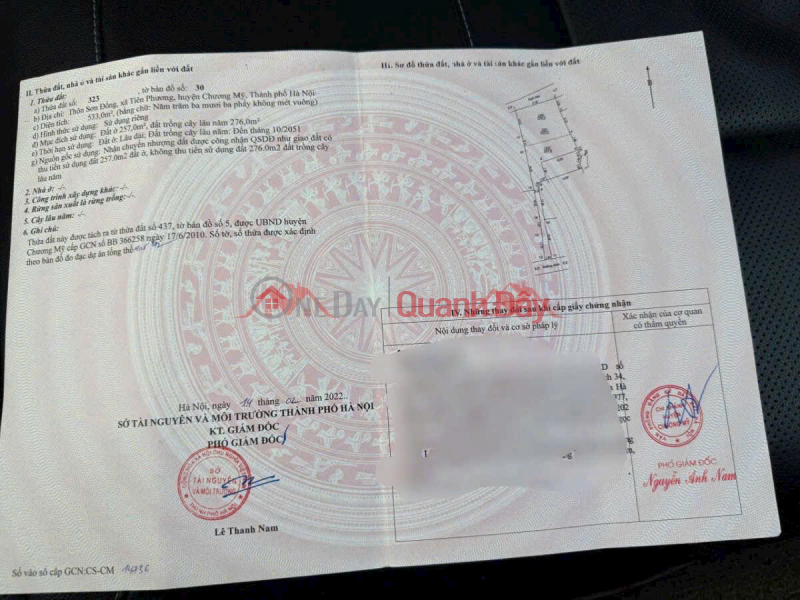 II. Thửa đất, nhà ở và tài sản khác gắn liền với đất
1. Thửa đất:
a) Thửa đất số: 323 , tờ bản đồ số: 30
b) Địa chỉ: Thôn Sơn Đồng, xã Tiên Phương, huyện Chương Mỹ, Thành phố Hà Nội
c) Diện tích: 533,0m², (bằng chữ: Năm trăm ba mươi ba phẩy không mét vuông)
d) Hình thức sử dụng: Sử dụng riêng
đ) Mục đích sử dụng: Đất ở 257,0m², đất trồng cây lâu năm 276,0m²
e) Thời hạn sử dụng: Đất ở: Lâu dài. Đất trồng cây lâu năm: Đến tháng 10/2051
g) Nguồn gốc sử dụng: Nhận chuyển nhượng đất được công nhận QSDĐ như giao đất có
thu tiền sử dụng đất 257.0m2 đất ở, không thu tiền sử dụng đất 276.0m2 đất trồng cây
lâu năm
2. Nhà ở: -/-
3. Công trình xây dựng khác: -/-
4. Rừng sản xuất là rừng trồng: -/-
5. Cây lâu năm: -/-
6. Ghi chú:
Thửa đất này được tách ra từ thửa đất số 437, tờ bản đồ số 5, được UBND huyện
Chương Mỹ cấp GCN số BB 366258 ngày 17/6/2010. Số tờ, số thửa được xác định
theo bản đồ đo đạc dự án tổng thể
Hà Nội, ngày 14 tháng 02 năm 2022
SỞ TÀI NGUYÊN VÀ MÔI TRƯỜNG THÀNH PHỐ HÀ NỘI
KT. GIÁM ĐỐC
PHÓ GIÁM ĐỐC
SỞ
TÀI NGUYÊN
VÀ MÔI TRƯỜNG
Lê Thanh Nam
Số vào sổ cấp GCN:CS-CM
III. Sơ đồ thửa đất, nhà ở và tài sản khác gắn liền với đất
OneDay QuanhĐây
IV. Những thay đổi sau khi cấp giấy chứng nhận
Nội dung thay đổi và cơ sở pháp lý
Xác nhận của cơ quan
có thẩm quyền
số
34,
Hà
PHÓ GIÁM ĐỐC
Nguyễn Anh Nam